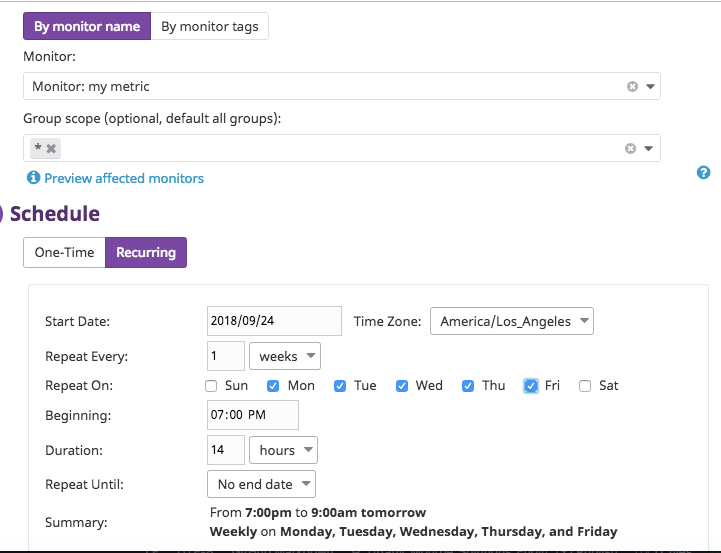 By monitor name By monitor tags
Monitor:
Monitor: my metric
Group scope (optional, default all groups):
*
Preview affected monitors
?
Schedule
One-Time Recurring
Start Date: 2018/09/24 Time Zone: America/Los_Angeles
Repeat Every: 1 weeks
Repeat On: Sun Mon Tue Wed Thu Fri Sat
Beginning: 07:00 PM
Duration: 14 hours
Repeat Until: No end date
From 7:00pm to 9:00am tomorrow
Summary:
Weekly on Monday, Tuesday, Wednesday, Thursday, and Friday